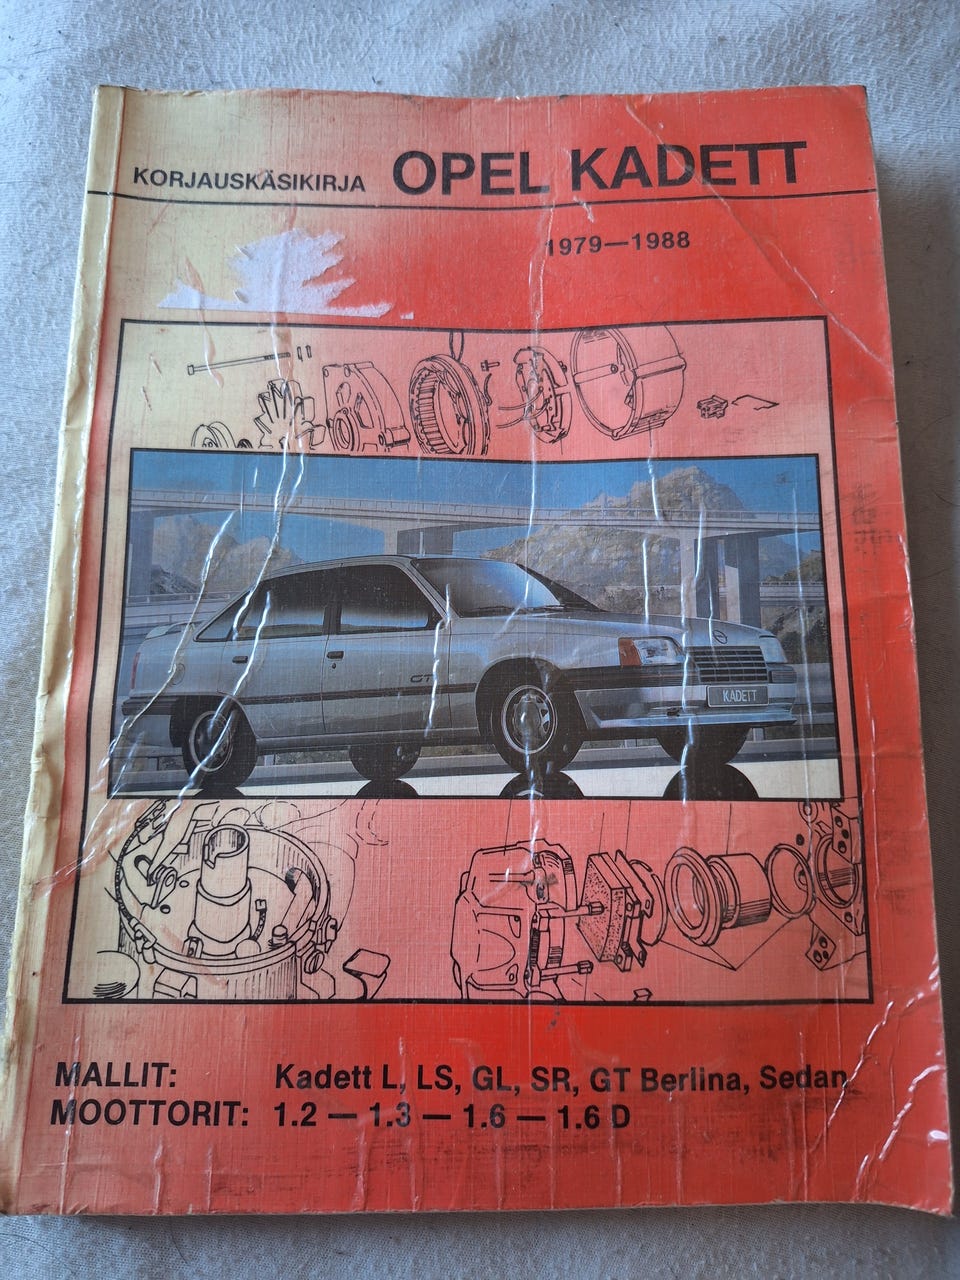 KORJAUSKÄSIKIRJA OPEL KADETT
1979—1988
GT
KADETT
MALLIT: Kadett L, LS, GL, SR, GT Berlina, Sedan
MOOTTORIT: 1.2 — 1.3 — 1.6 — 1.6 D